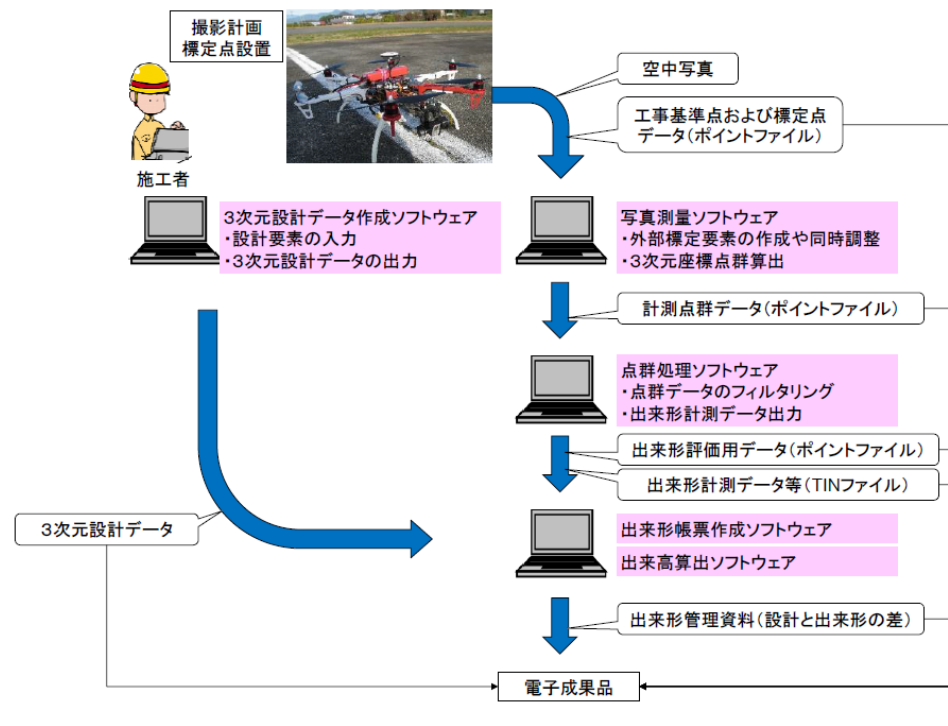 撮影計画
標定点設置
空中写真
工事基準点および標定点
データ(ポイントファイル)
施工者
3次元設計データ作成ソフトウェア
・設計要素の入力
・3次元設計データの出力
写真測量ソフトウェア
・外部標定要素の作成や同時調整
・3次元座標点群算出
計測点群データ(ポイントファイル)
点群処理ソフトウェア
・点群データのフィルタリング
・出来形計測データ出力
出来形評価用データ(ポイントファイル)
出来形計測データ等(TINファイル)
3次元設計データ
出来形帳票作成ソフトウェア
出来高算出ソフトウェア
出来形管理資料(設計と出来形の差)
電子成果品